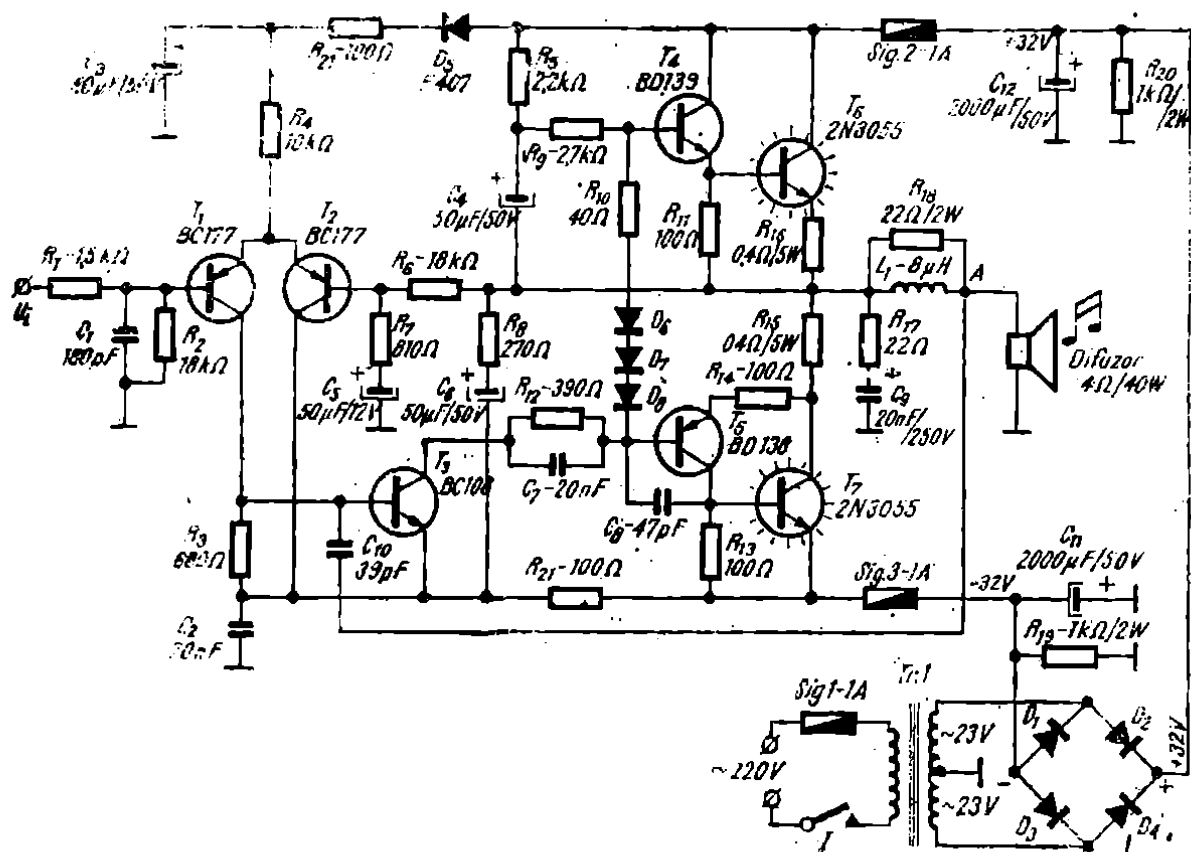 R21-100Ω
D5
F407
R5
2,2kΩ
T4
BD139
Sig.2-1A
+32V
C12
2000µF
/50V
R20
1kΩ
/2W
R4
10kΩ
R9-2,7kΩ
T6
2N3055
C4
50µF/50V
R10
40Ω
R11
100Ω
R16
0,4Ω/5W
R18
22Ω/2W
L1-8µH
A
T1
BC177
T2
BC177
R1-1,5kΩ
R6-18kΩ
Ui
C1
180pF
R2
18kΩ
R7
810Ω
R8
270Ω
D6
D7
D8
R15
0,4Ω/5W
R17
22Ω
C9
20nF
/250V
Difuzor
4Ω/40W
C5
50µF/12V
C6
50µF/50V
R12-390Ω
R14-100Ω
T5
BD138
T3
BC108
C7-20nF
C8-47pF
T7
2N3055
R3
680Ω
C10
39pF
R21-100Ω
R13
100Ω
Sig.3-1A
-32V
C11
2000µF/50V
C2
R19-1kΩ/2W
Sig1-1A
Tr.1
~220V
I
~23V
~23V
D1
D2
D3
D4
+32V